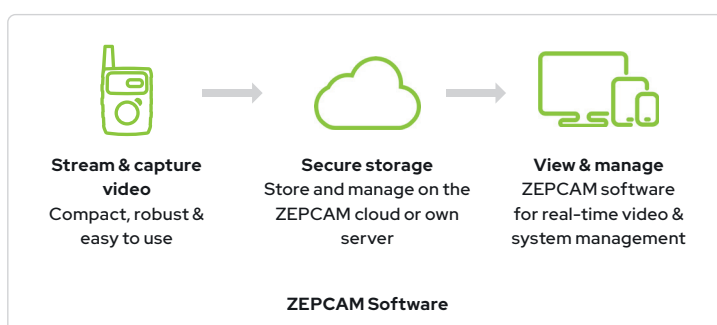 Stream & capture
video
Compact, robust &
easy to use
Secure storage
Store and manage on the
ZEPCAM cloud or own
server
View & manage
ZEPCAM software
for real-time video &
system management
ZEPCAM Software